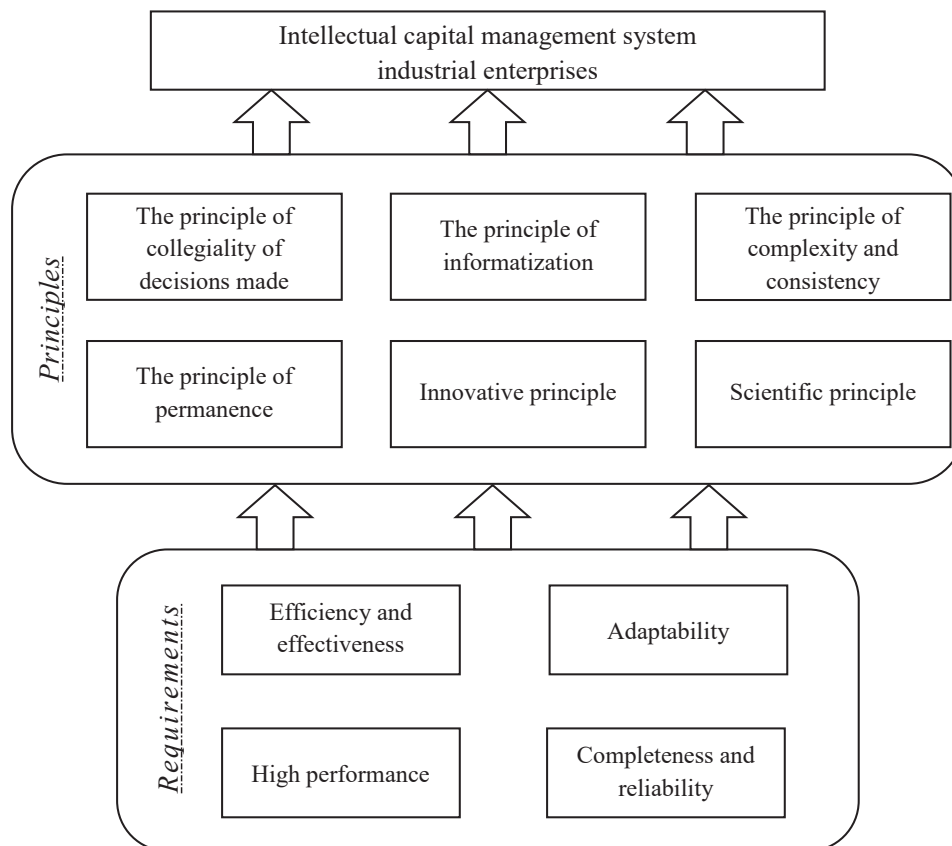 Intellectual capital management system
industrial enterprises
Principles
The principle of
collegiality of
decisions made
The principle of
informatization
The principle of
complexity and
consistency
The principle of
permanence
Innovative principle
Scientific principle
Requirements
Efficiency and
effectiveness
Adaptability
High performance
Completeness and
reliability